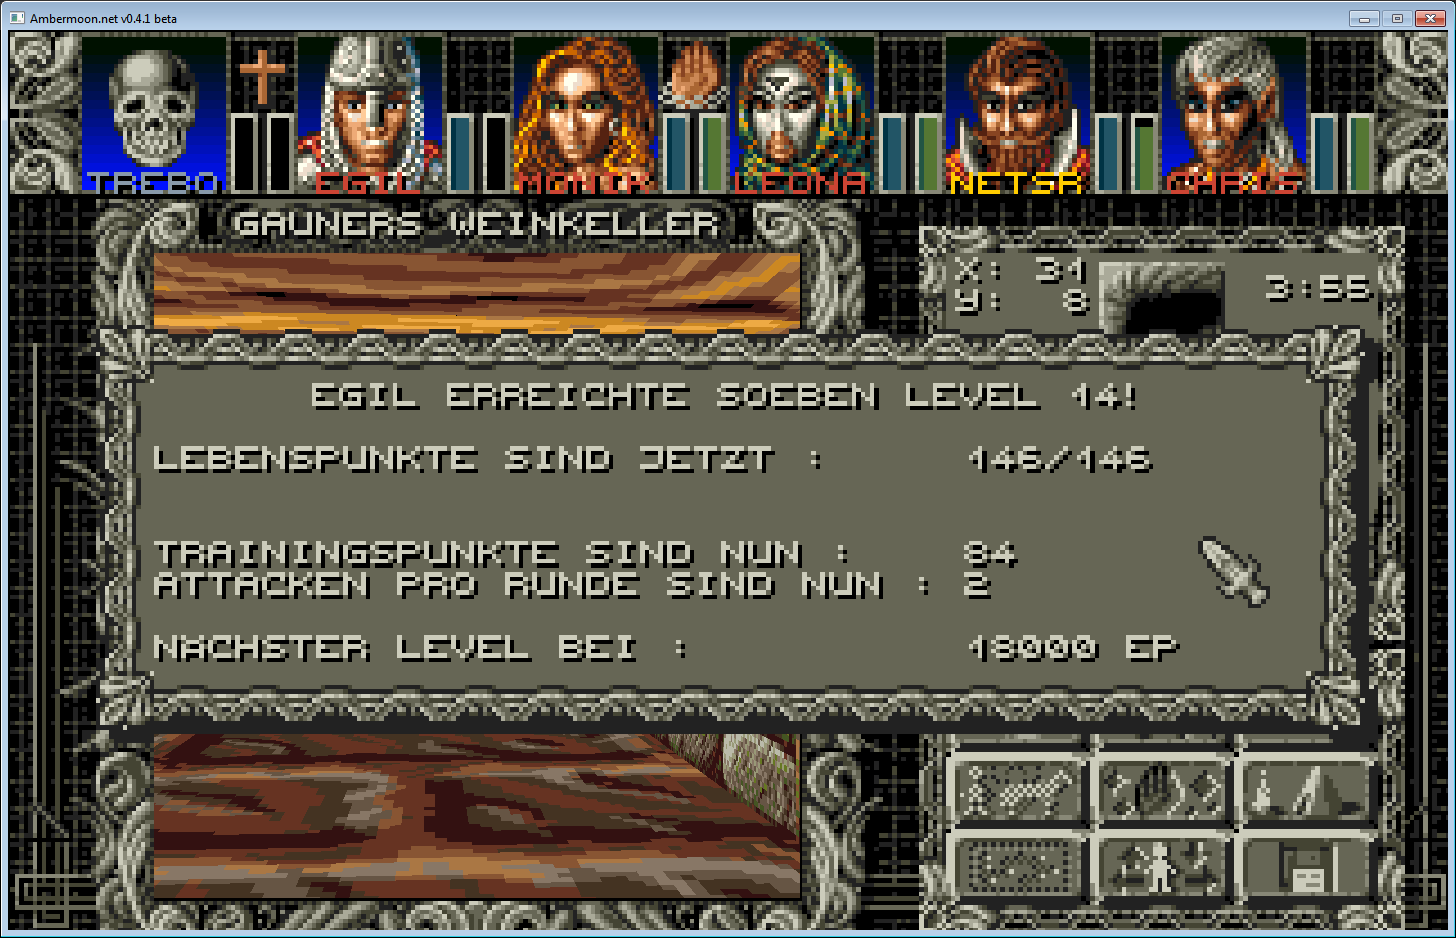 Ambermoon.net v0.4.1 beta
TREBO EGIL MONIK LEONA NETSR CHRIS
GAUNERS WEINKELLER
X: 31
Y: 8
3:55
EGIL ERREICHTE SOEBEN LEVEL 14!
LEBENSPUNKTE SIND JETZT : 146/146
TRAININGSPUNKTE SIND NUN : 84
ATTACKEN PRO RUNDE SIND NUN : 2
NÄCHSTER LEVEL BEI : 18000 EP